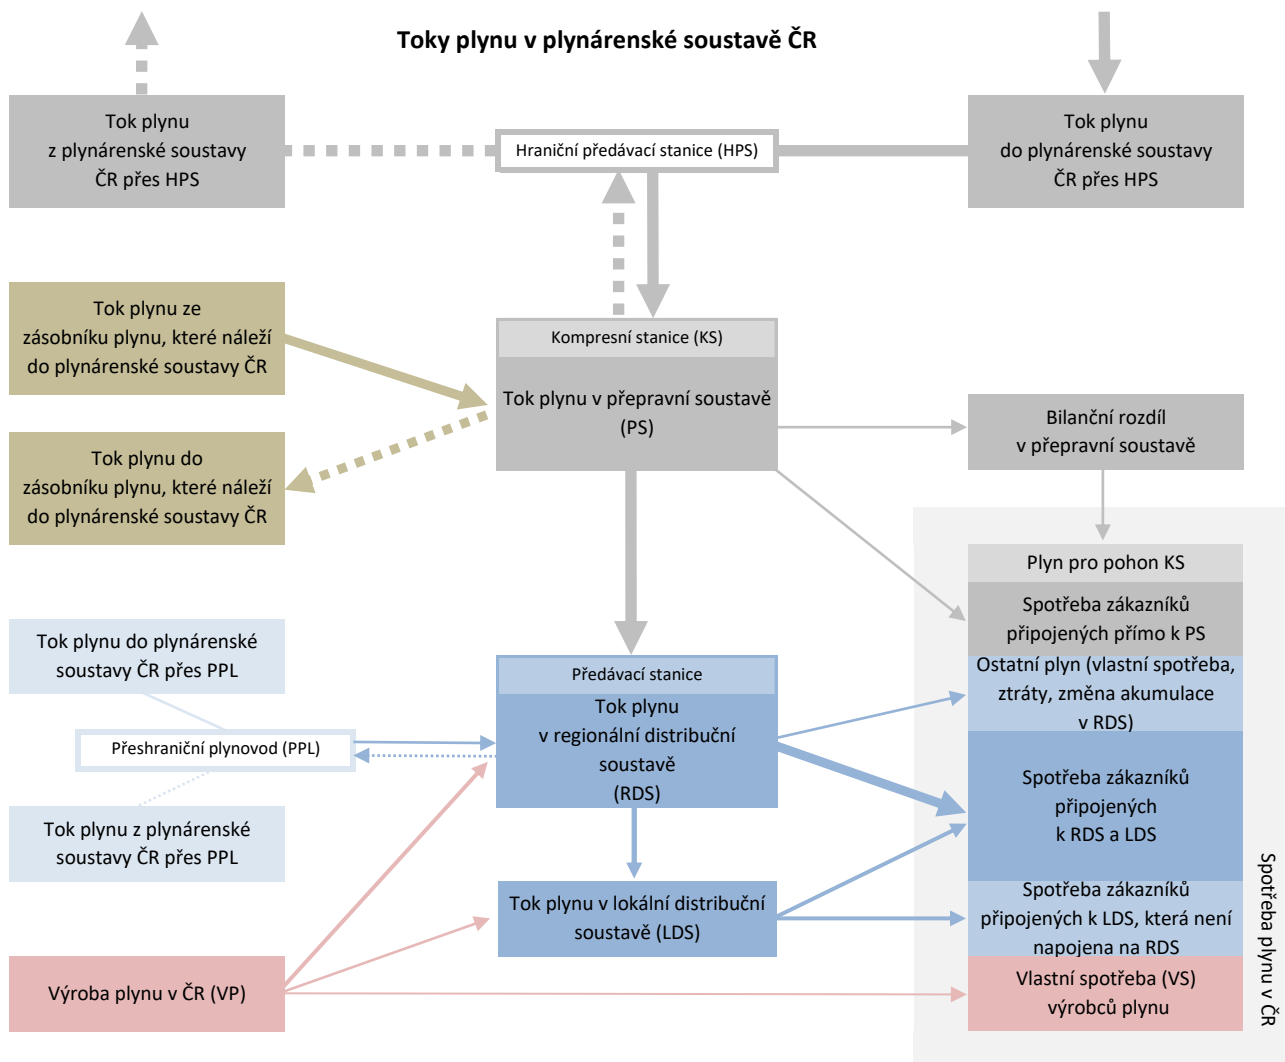 Toky plynu v plynárenské soustavě ČR
Tok plynu
z plynárenské soustavy
ČR přes HPS
Hraniční předávací stanice (HPS)
Tok plynu
do plynárenské soustavy
ČR přes HPS
Tok plynu ze
zásobníku plynu, které náleží
do plynárenské soustavy ČR
Kompresní stanice (KS)
Tok plynu v přepravní soustavě
(PS)
Bilanční rozdíl
v přepravní soustavě
Tok plynu do
zásobníku plynu, které náleží
do plynárenské soustavy ČR
Plyn pro pohon KS
Spotřeba zákazníků
připojených přímo k PS
Tok plynu do plynárenské
soustavy ČR přes PPL
Předávací stanice
Tok plynu
v regionální distribuční
soustavě
(RDS)
Ostatní plyn (vlastní spotřeba,
ztráty, změna akumulace
v RDS)
Přeshraniční plynovod (PPL)
Spotřeba zákazníků
připojených
k RDS a LDS
Tok plynu z plynárenské
soustavy ČR přes PPL
Tok plynu v lokální distribuční
soustavě (LDS)
Spotřeba zákazníků
připojených k LDS, která není
napojena na RDS
Výroba plynu v ČR (VP)
Vlastní spotřeba (VS)
výrobců plynu
Spotřeba plynu v ČR